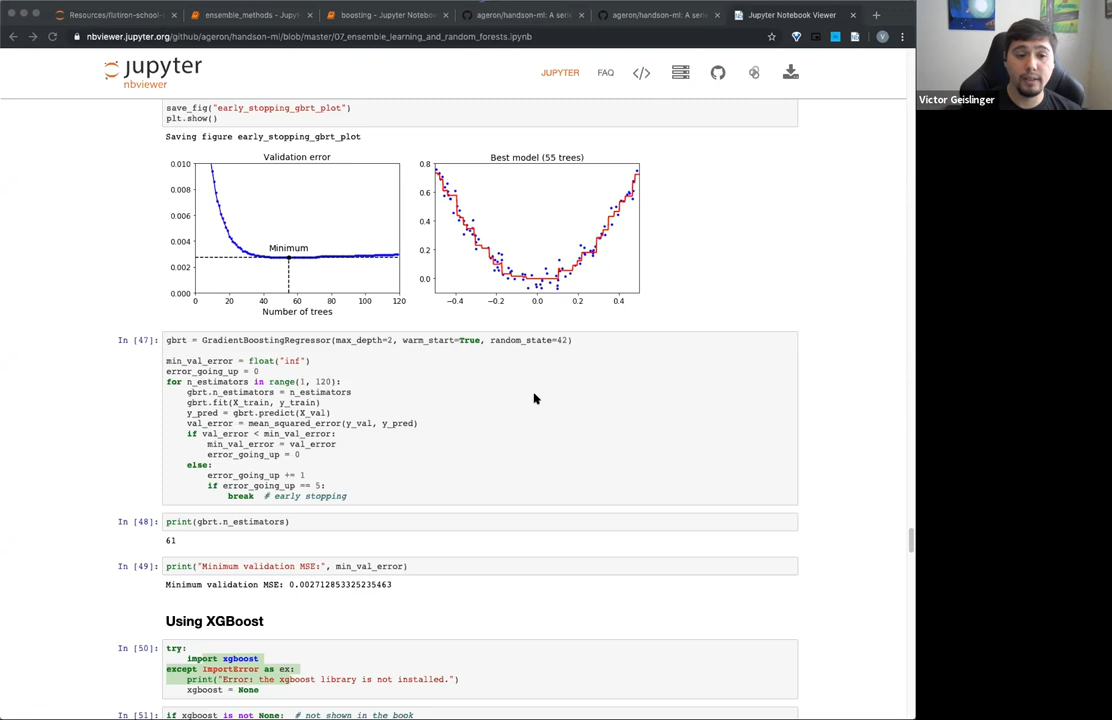 Resources/flatiron-school-
ensemble_methods - Jupyt
boosting - Jupyter Notebook
ageron/handson-ml: A serie
ageron/handson-ml: A serie
Jupyter Notebook Viewer
nbviewer.jupyter.org/github/ageron/handson-ml/blob/master/07_ensemble_learning_and_random_forests.ipynb
V
Victor Geislinger
jupyter
nbviewer
JUPYTER
FAQ
save_fig("early_stopping_gbrt_plot")
plt.show()
Saving figure early_stopping_gbrt_plot
Validation error
Best model (55 trees)
0.010
0.008
0.006
0.004
0.002
0.000
Minimum
0 20 40 60 80 100 120
Number of trees
0.8
0.6
0.4
0.2
0.0
−0.4 −0.2 0.0 0.2 0.4
In [47]:
gbrt = GradientBoostingRegressor(max_depth=2, warm_start=True, random_state=42)
min_val_error = float("inf")
error_going_up = 0
for n_estimators in range(1, 120):
gbrt.n_estimators = n_estimators
gbrt.fit(X_train, y_train)
y_pred = gbrt.predict(X_val)
val_error = mean_squared_error(y_val, y_pred)
if val_error < min_val_error:
min_val_error = val_error
error_going_up = 0
else:
error_going_up += 1
if error_going_up == 5:
break # early stopping
In [48]: print(gbrt.n_estimators)
61
In [49]: print("Minimum validation MSE:", min_val_error)
Minimum validation MSE: 0.002712853325235463
Using XGBoost
In [50]: try:
import xgboost
except ImportError as ex:
print("Error: the xgboost library is not installed.")
xgboost = None
In [51]: if xgboost is not None: # not shown in the book